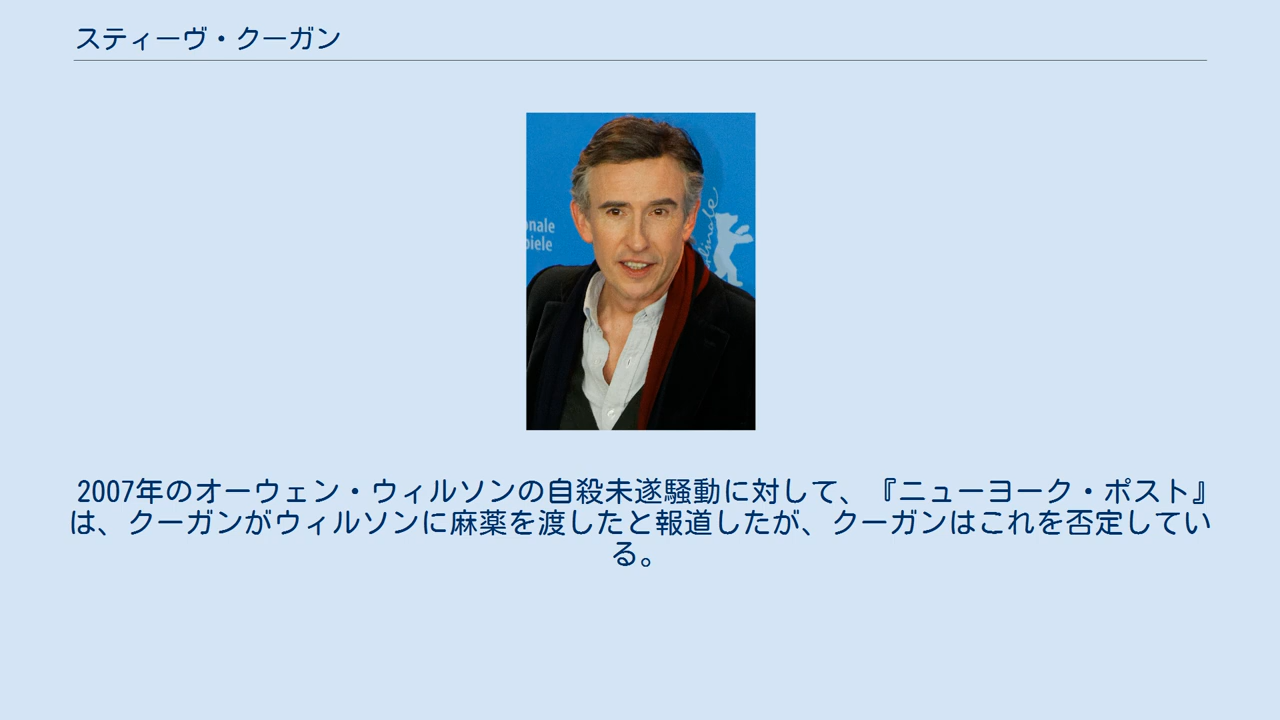 スティーヴ・クーガン
onale
piele
dinale
2007年のオーウェン・ウィルソンの自殺未遂騒動に対して、『ニューヨーク・ポスト』
は、クーガンがウィルソンに麻薬を渡したと報道したが、クーガンはこれを否定してい
る。